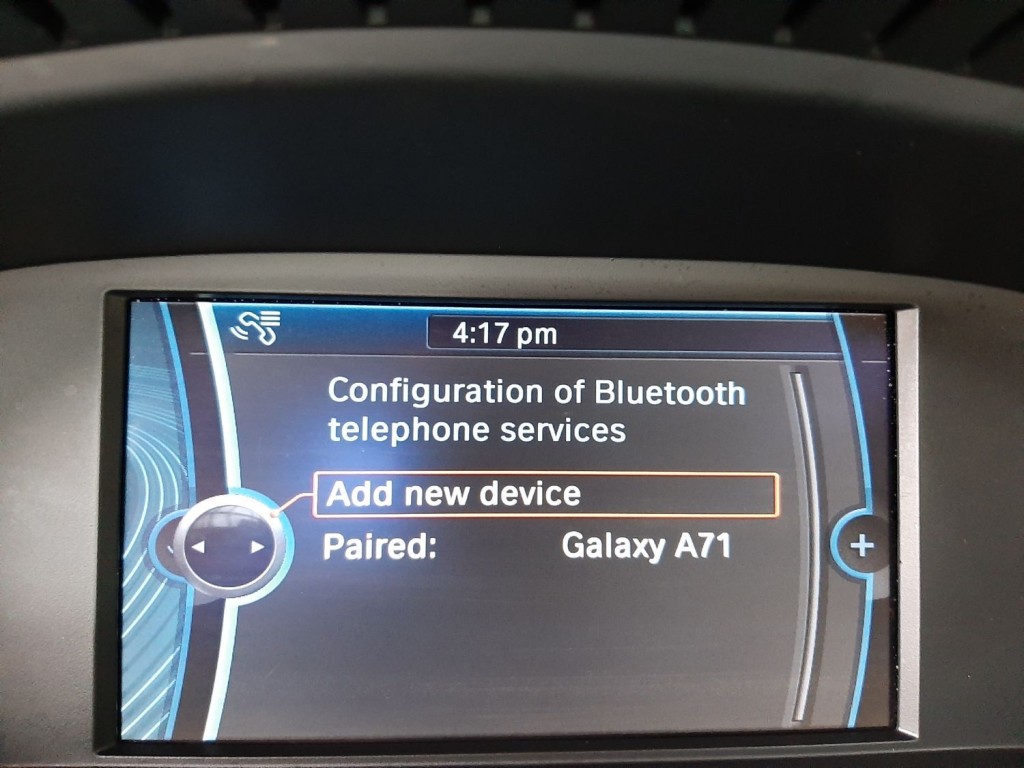 4:17 pm
Configuration of Bluetooth
telephone services
Add new device
Paired: Galaxy A71
+